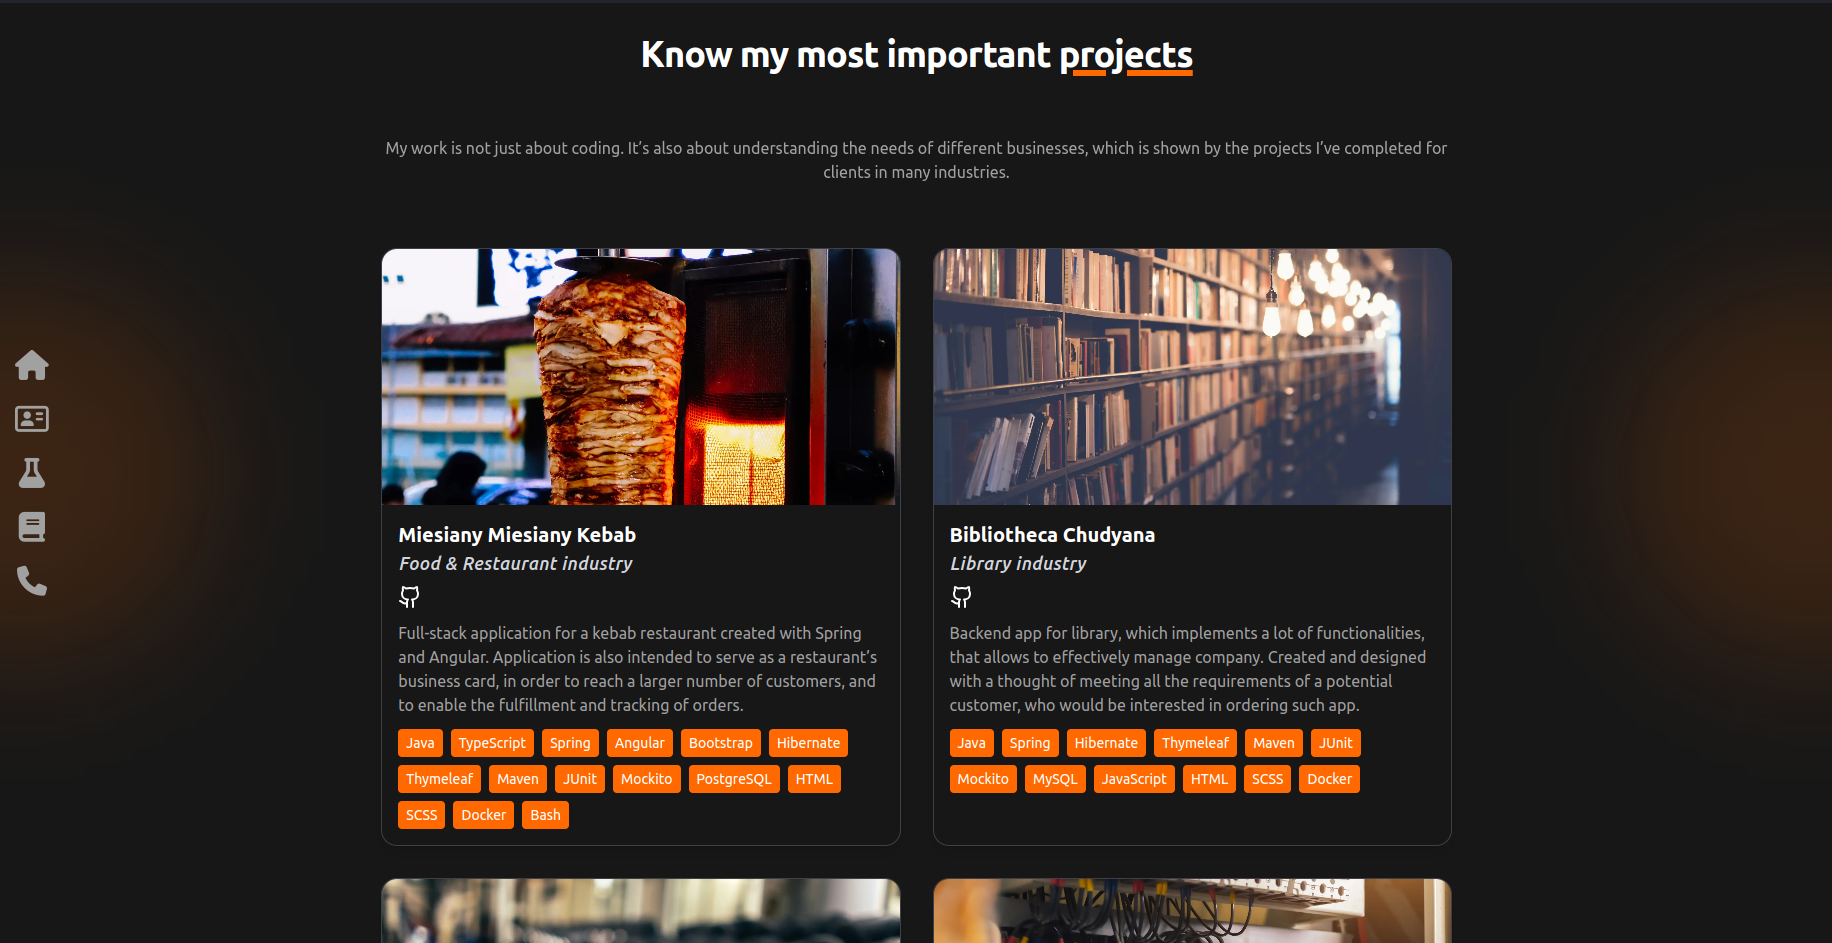 Know my most important projects
My work is not just about coding. It’s also about understanding the needs of different businesses, which is shown by the projects I’ve completed for
clients in many industries.
Miesiany Miesiany Kebab
Food & Restaurant industry
Full-stack application for a kebab restaurant created with Spring
and Angular. Application is also intended to serve as a restaurant’s
business card, in order to reach a larger number of customers, and
to enable the fulfillment and tracking of orders.
Java TypeScript Spring Angular Bootstrap Hibernate
Thymeleaf Maven JUnit Mockito PostgreSQL HTML
SCSS Docker Bash
Bibliotheca Chudyana
Library industry
Backend app for library, which implements a lot of functionalities,
that allows to effectively manage company. Created and designed
with a thought of meeting all the requirements of a potential
customer, who would be interested in ordering such app.
Java Spring Hibernate Thymeleaf Maven JUnit
Mockito MySQL JavaScript HTML SCSS Docker